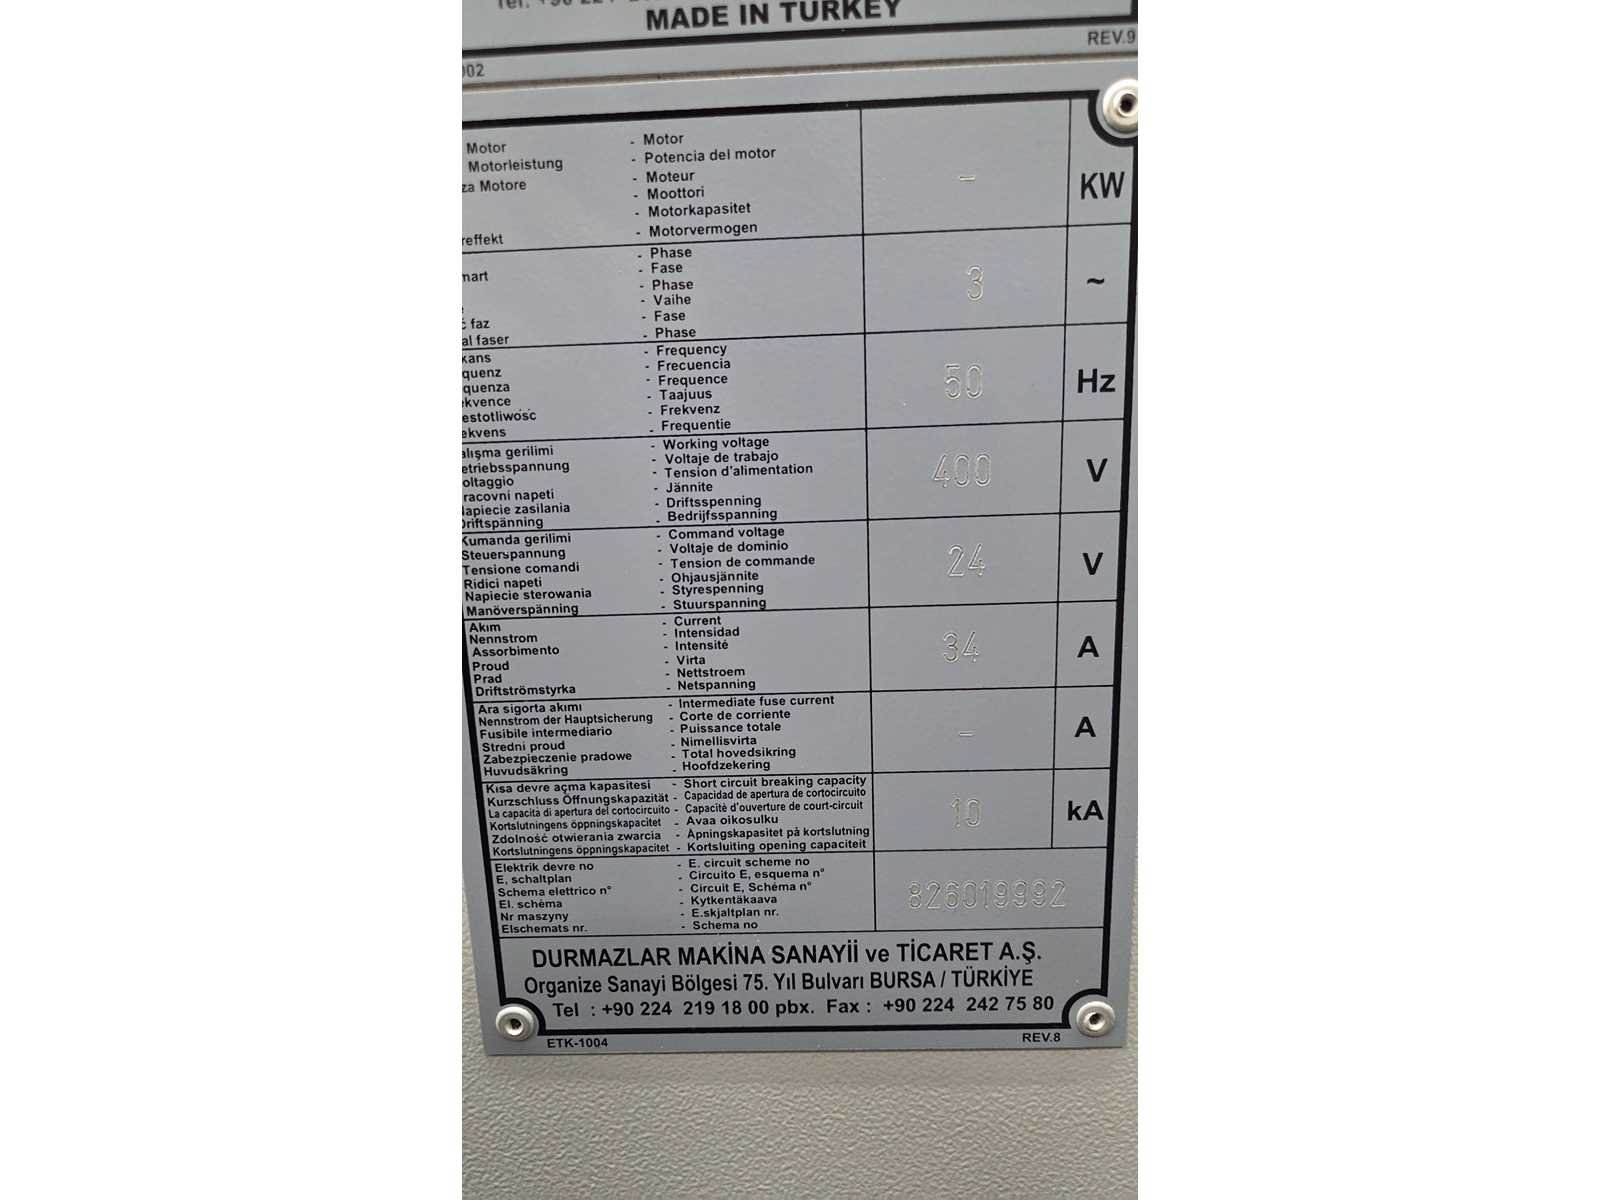 MADE IN TURKEY
REV.9
002
Motor - Motor
Motorleistung - Potencia del motor
za Motore - Moteur
- Moottori
- Motorkapasitet
reffekt - Motorvermogen
- KW
- Phase
mart - Fase
- Phase
- Vaihe
ć faz - Fase
al faser - Phase
3 ~
kans - Frequency
quenz - Frecuencia
quenza - Frequence
ekvence - Taajuus
estotliwość - Frekvenz
ekvens - Frequentie
50 Hz
alışma gerilimi - Working voltage
etriebsspannung - Voltaje de trabajo
oltaggio - Tension d'alimentation
racovni napeti - Jännite
Napiecie zasilania - Driftsspenning
Driftspänning - Bedrijfsspanning
400 V
Kumanda gerilimi - Command voltage
Steuerspannung - Voltaje de dominio
Tensione comandi - Tension de commande
Ridici napeti - Ohjausjännite
Napiecie sterowania - Styrespenning
Manöverspänning - Stuurspanning
24 V
Akım - Current
Nennstrom - Intensidad
Assorbimento - Intensité
Proud - Virta
Prad - Nettstroem
Driftströmstyrka - Netspanning
34 A
Ara sigorta akımı - Intermediate fuse current
Nennstrom der Hauptsicherung - Corte de corriente
Fusibile intermediario - Puissance totale
Stredni proud - Nimellisvirta
Zabezpieczenie pradowe - Total hovedsikring
Huvudsäkring - Hoofdzekering
- A
Kısa devre açma kapasitesi - Short circuit breaking capacity
Kurzschluss Öffnungskapazität - Capacidad de apertura de cortocircuito
La capacita di apertura del cortocircuito - Capacitè d'ouverture de court-circuit
Kortslutningens öppningskapacitet - Avaa oikosulku
Zdolność otwierania zwarcia - Àpningskapasitet på kortslutning
Kortslutningens öppningskapacitet - Kortsluiting opening capaciteit
10 kA
Elektrik devre no - E. circuit scheme no
E, schaltplan - Circuito E, esquema n°
Schema elettrico n° - Circuit E, Schéma n°
El. schèma - Kytkentäkaava
Nr maszyny - E.skjaltplan nr.
Elschemats nr. - Schema no
826019992
DURMAZLAR MAKİNA SANAYİİ ve TİCARET A.Ş.
Organize Sanayi Bölgesi 75. Yıl Bulvarı BURSA / TÜRKİYE
Tel : +90 224 219 18 00 pbx. Fax : +90 224 242 75 80
ETK-1004 REV.8